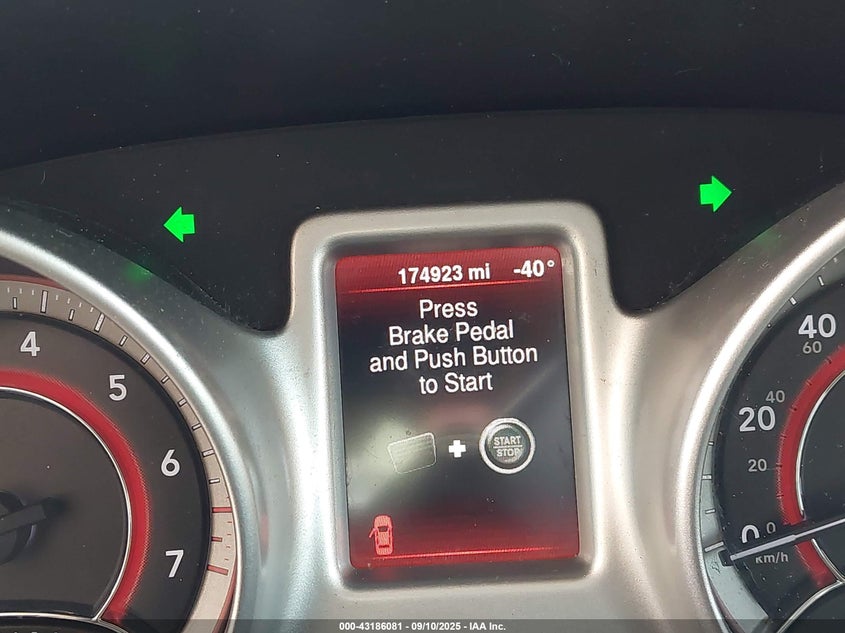 174923 mi -40°
Press
Brake Pedal
and Push Button
to Start
START
STOP
4
5
6
7
40
60
40
20
20
0
0
km/h
000-43186081 - 09/10/2025 - IAA Inc.